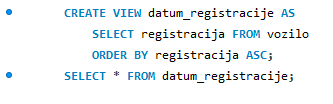 CREATE VIEW datum_registracije AS
SELECT registracija FROM vozilo
ORDER BY registracija ASC;
SELECT * FROM datum_registracije;